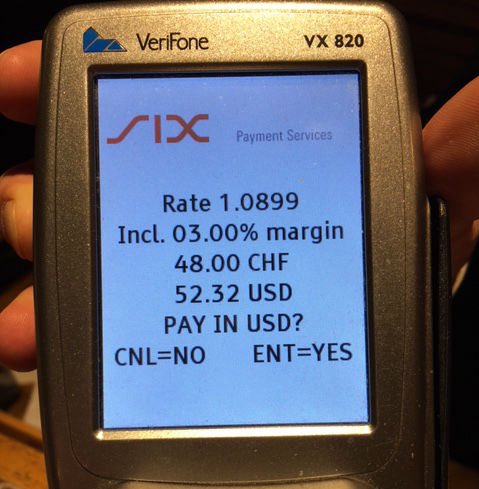 VeriFone VX 820
SIX Payment Services
Rate 1.0899
Incl. 03.00% margin
48.00 CHF
52.32 USD
PAY IN USD?
CNL=NO ENT=YES